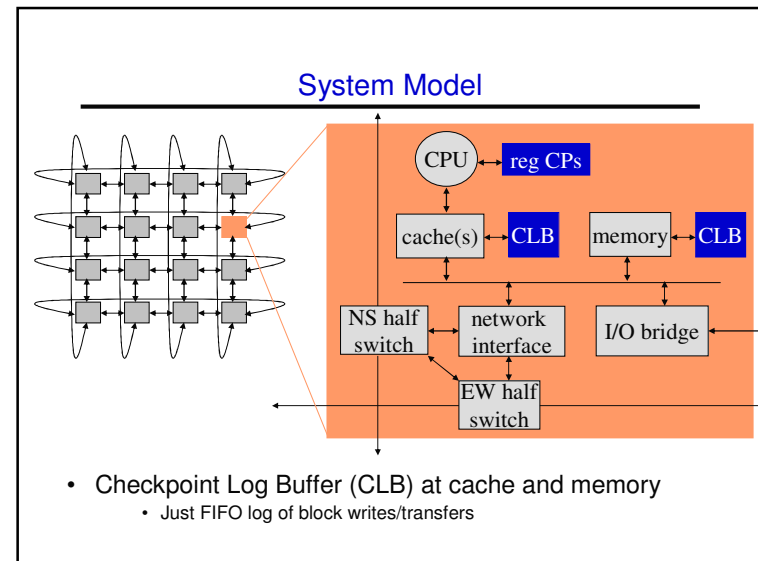 System Model
CPU
reg CPs
cache(s)
CLB
memory
CLB
NS half
switch
network
interface
I/O bridge
EW half
switch
• Checkpoint Log Buffer (CLB) at cache and memory
• Just FIFO log of block writes/transfers